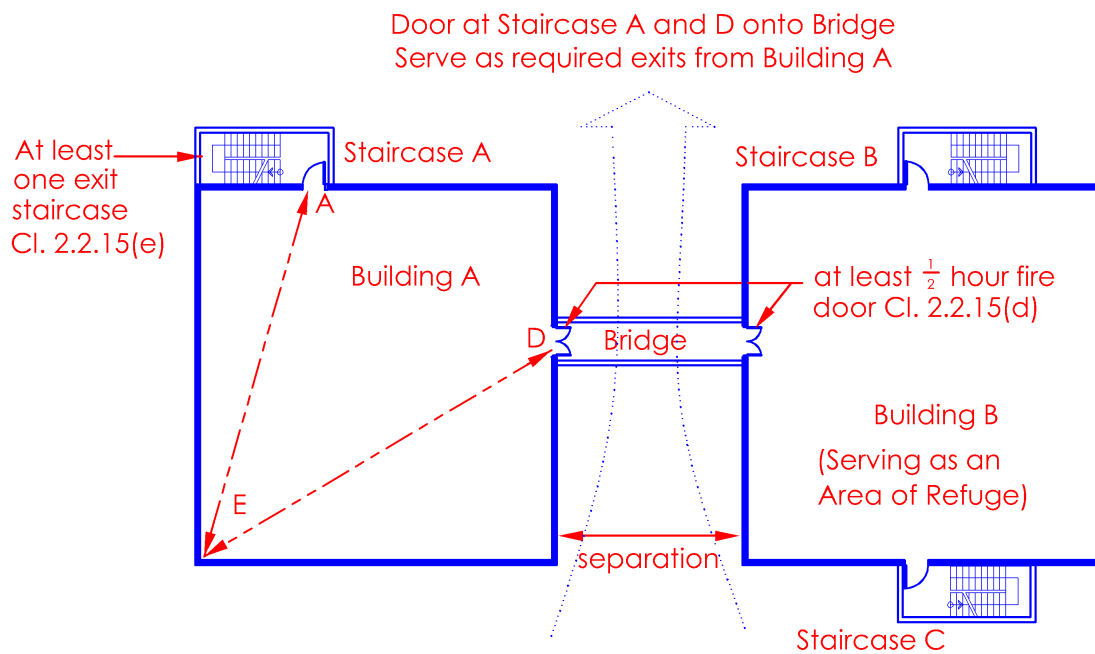 Door at Staircase A and D onto Bridge
Serve as required exits from Building A
At least
one exit
staircase
Cl. 2.2.15(e)
Staircase A
A
Staircase B
Building A
at least 1/2 hour fire
door Cl. 2.2.15(d)
D
Bridge
Building B
(Serving as an
Area of Refuge)
E
separation
Staircase C